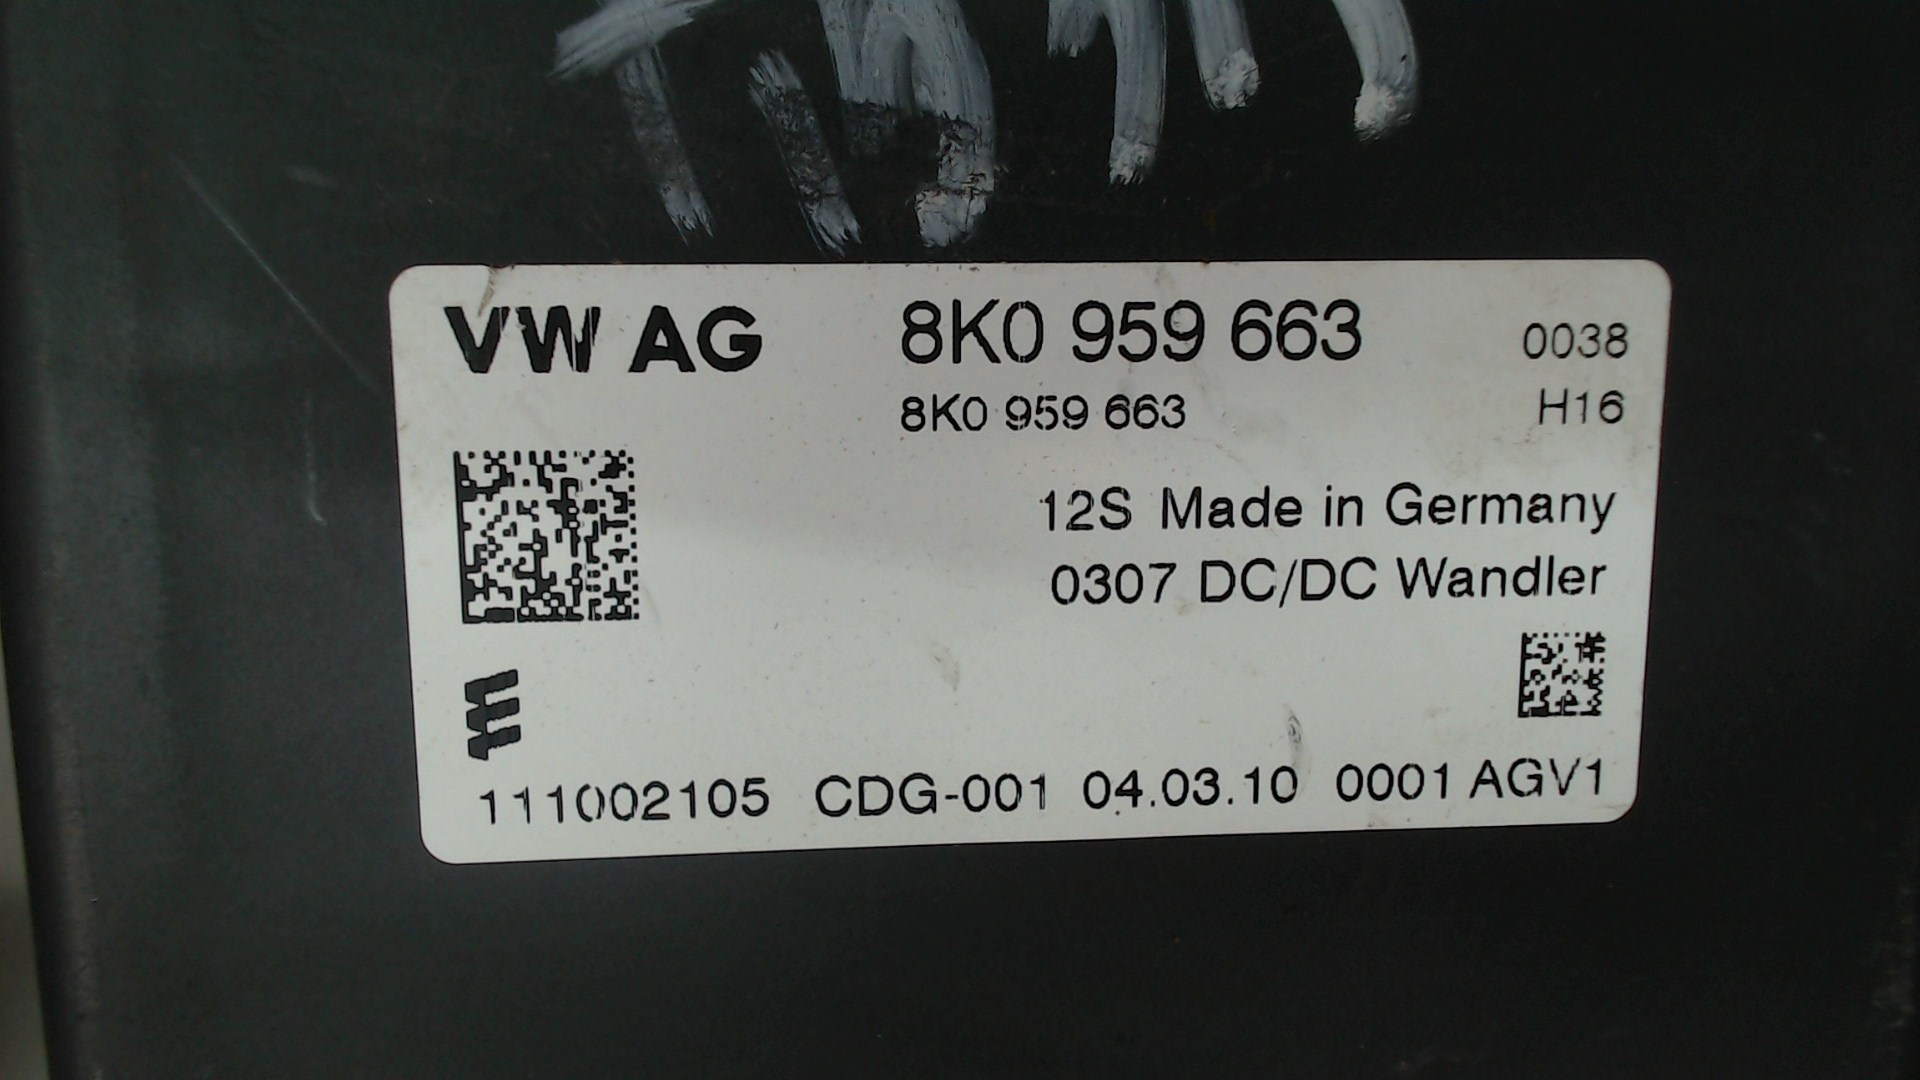 VW AG 8K0 959 663 0038
8K0 959 663 H16
12S Made in Germany
0307 DC/DC Wandler
111002105 CDG-001 04.03.10 0001 AGV1